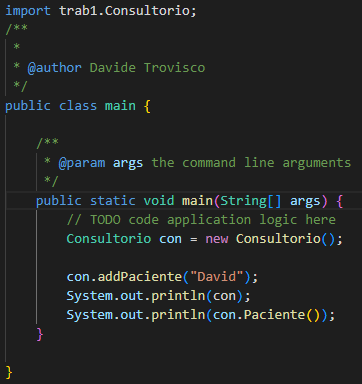 import trab1.Consultorio;
/**
 *
 * @author Davide Trovisco
 */
public class main {
    /**
     * @param args the command line arguments
     */
    public static void main(String[] args) {
        // TODO code application logic here
        Consultorio con = new Consultorio();
        con.addPaciente("David");
        System.out.println(con);
        System.out.println(con.Paciente());
    }
}